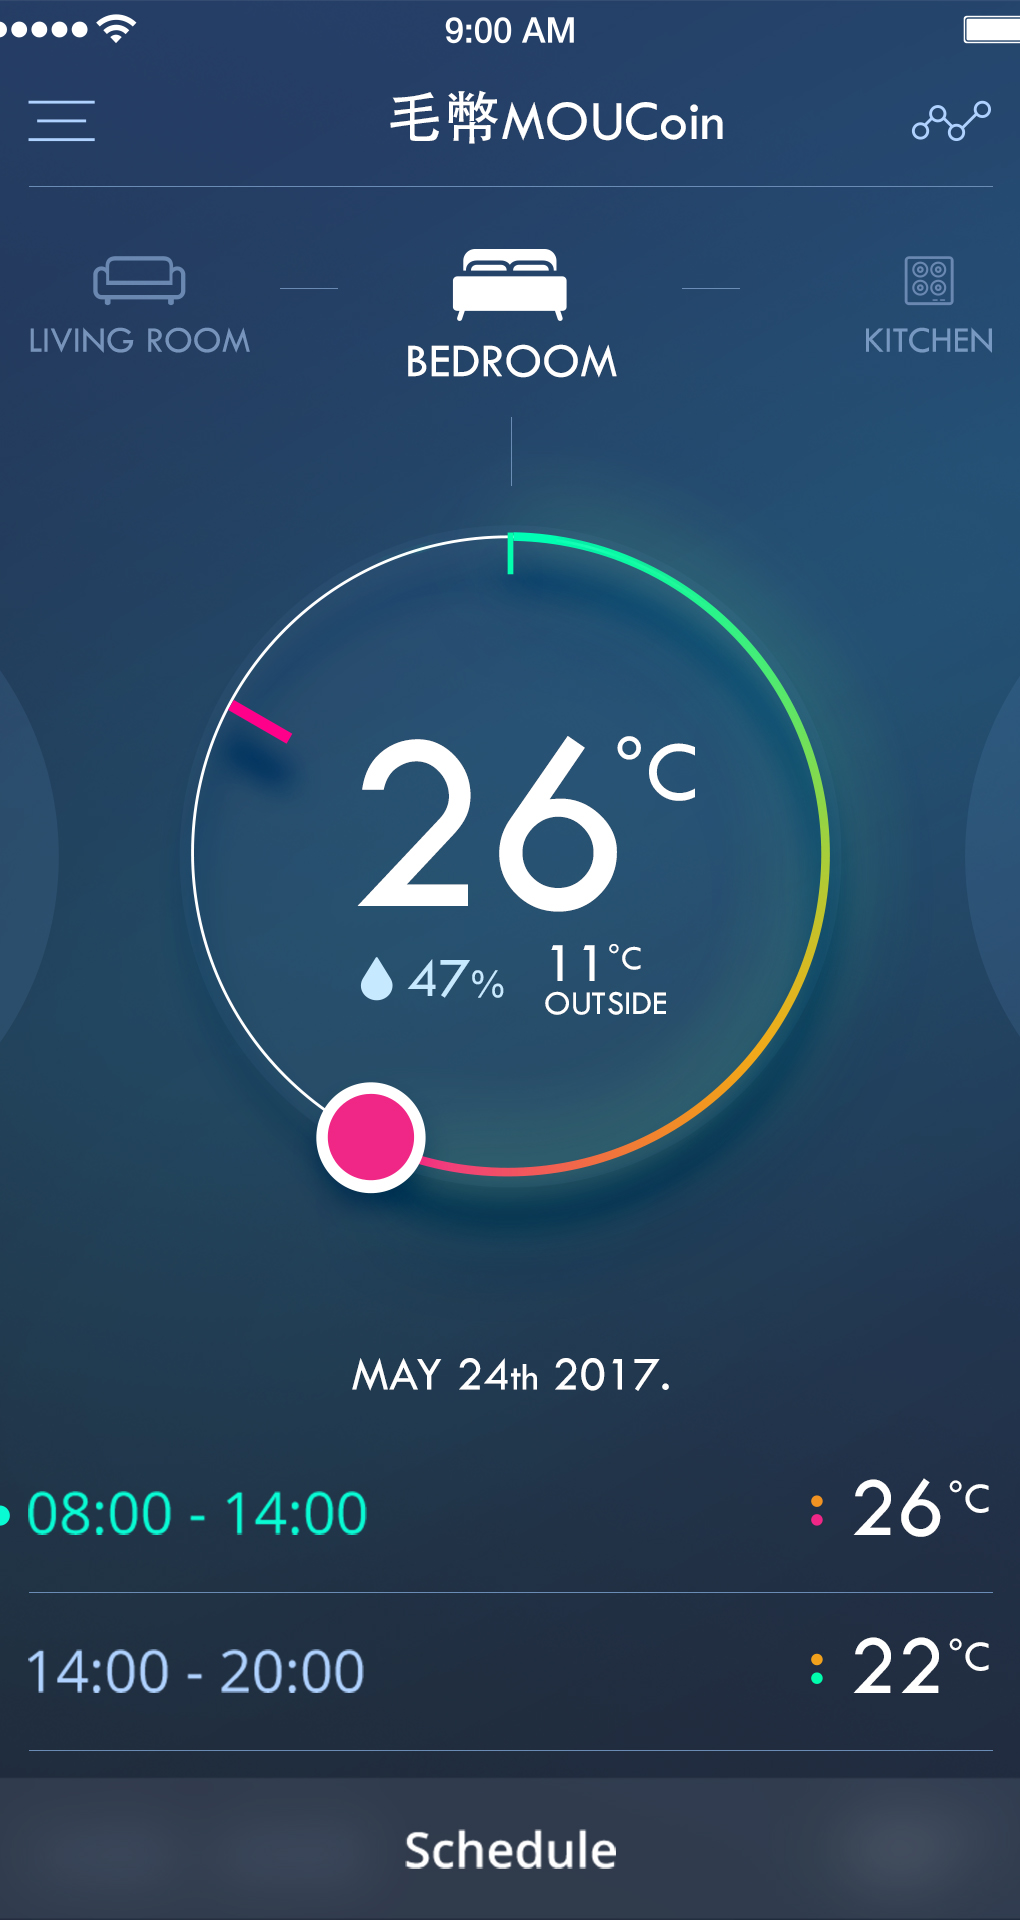 9:00 AM
毛幣MOUCoin
LIVING ROOM
BEDROOM
KITCHEN
26°C
47%
11°C
OUTSIDE
MAY 24th 2017.
08:00 - 14:00
26°C
14:00 - 20:00
22°C
Schedule